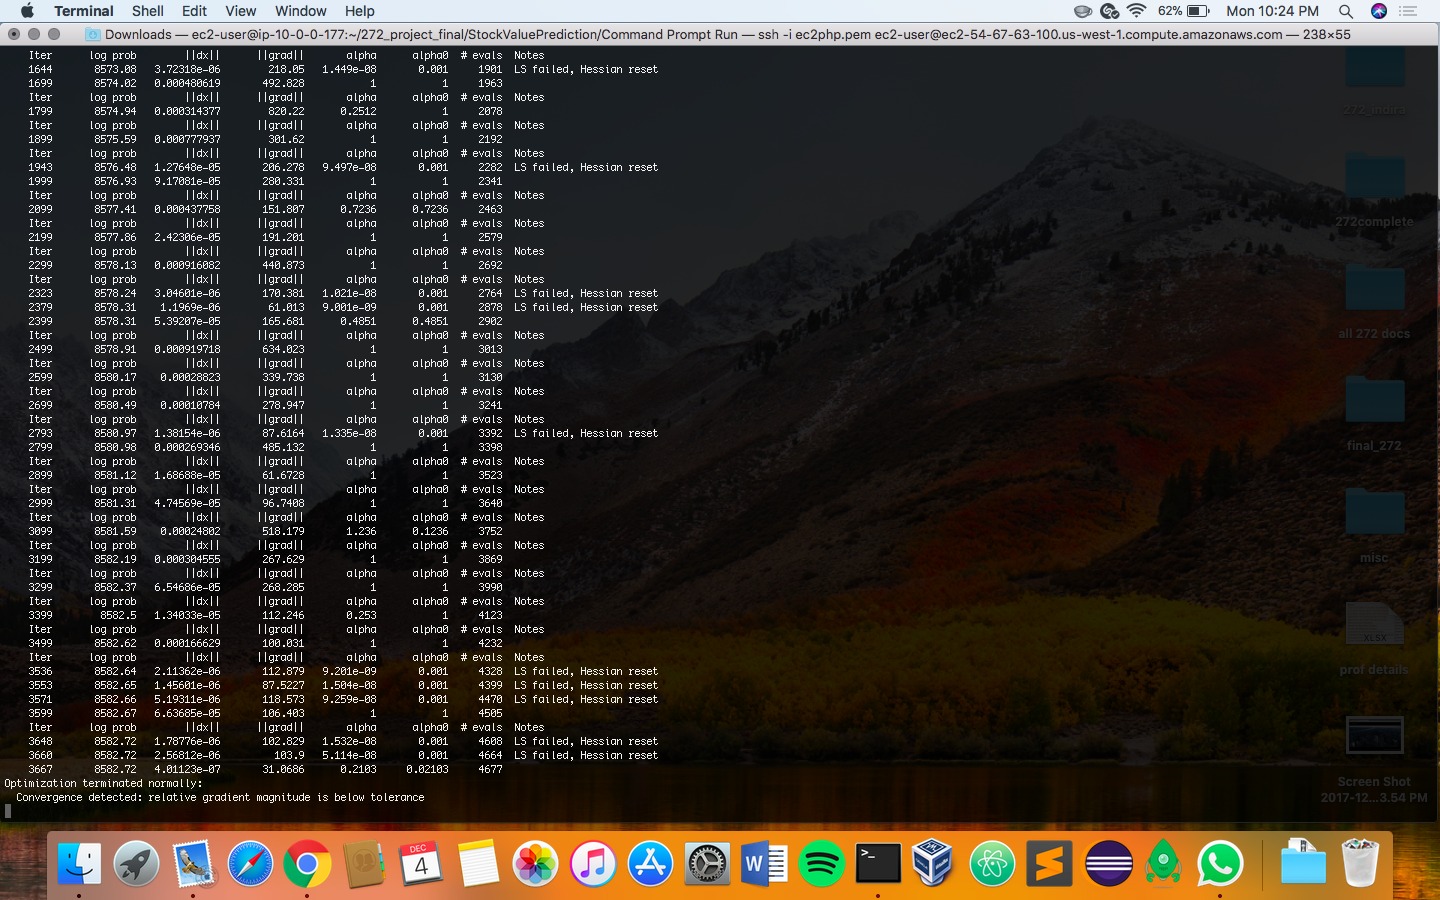 Terminal Shell Edit View Window Help 62% Mon 10:24 PM
Downloads — ec2-user@ip-10-0-0-177:~/272_project_final/StockValuePrediction/Command Prompt Run — ssh -i ec2php.pem ec2-user@ec2-54-67-63-100.us-west-1.compute.amazonaws.com — 238×55
Iter log prob ||dx|| ||grad|| alpha alpha0 # evals Notes
1644 8573.08 3.72318e-06 218.05 1.449e-08 0.001 1901 LS failed, Hessian reset
1699 8574.02 0.000480619 492.828 1 1 1963
Iter log prob ||dx|| ||grad|| alpha alpha0 # evals Notes
1799 8574.94 0.000314377 820.22 0.2512 1 2078
Iter log prob ||dx|| ||grad|| alpha alpha0 # evals Notes
1899 8575.59 0.000777937 301.62 1 1 2192
Iter log prob ||dx|| ||grad|| alpha alpha0 # evals Notes
1943 8576.48 1.27648e-05 206.278 9.497e-08 0.001 2282 LS failed, Hessian reset
1999 8576.93 9.17081e-05 280.331 1 1 2341
Iter log prob ||dx|| ||grad|| alpha alpha0 # evals Notes
2099 8577.41 0.000437758 151.807 0.7236 0.7236 2463
Iter log prob ||dx|| ||grad|| alpha alpha0 # evals Notes
2199 8577.86 2.42306e-05 191.201 1 1 2579
Iter log prob ||dx|| ||grad|| alpha alpha0 # evals Notes
2299 8578.13 0.000916082 440.873 1 1 2692
Iter log prob ||dx|| ||grad|| alpha alpha0 # evals Notes
2323 8578.24 3.04601e-06 170.381 1.021e-08 0.001 2764 LS failed, Hessian reset
2379 8578.31 1.1969e-06 61.013 9.001e-09 0.001 2878 LS failed, Hessian reset
2399 8578.31 5.39207e-05 165.681 0.4851 0.4851 2902
Iter log prob ||dx|| ||grad|| alpha alpha0 # evals Notes
2499 8578.91 0.000919718 634.023 1 1 3013
Iter log prob ||dx|| ||grad|| alpha alpha0 # evals Notes
2599 8580.17 0.00028823 339.738 1 1 3130
Iter log prob ||dx|| ||grad|| alpha alpha0 # evals Notes
2699 8580.49 0.00010784 278.947 1 1 3241
Iter log prob ||dx|| ||grad|| alpha alpha0 # evals Notes
2793 8580.97 1.38154e-06 87.6164 1.335e-08 0.001 3392 LS failed, Hessian reset
2799 8580.98 0.000269346 485.132 1 1 3398
Iter log prob ||dx|| ||grad|| alpha alpha0 # evals Notes
2899 8581.12 1.68688e-05 61.6728 1 1 3523
Iter log prob ||dx|| ||grad|| alpha alpha0 # evals Notes
2999 8581.31 4.74569e-05 96.7408 1 1 3640
Iter log prob ||dx|| ||grad|| alpha alpha0 # evals Notes
3099 8581.59 0.00024802 518.179 1.236 0.1236 3752
Iter log prob ||dx|| ||grad|| alpha alpha0 # evals Notes
3199 8582.19 0.000304555 267.629 1 1 3869
Iter log prob ||dx|| ||grad|| alpha alpha0 # evals Notes
3299 8582.37 6.54686e-05 268.285 1 1 3990
Iter log prob ||dx|| ||grad|| alpha alpha0 # evals Notes
3399 8582.5 1.34033e-05 112.246 0.253 1 4123
Iter log prob ||dx|| ||grad|| alpha alpha0 # evals Notes
3499 8582.62 0.000166629 100.031 1 1 4232
Iter log prob ||dx|| ||grad|| alpha alpha0 # evals Notes
3536 8582.64 2.11362e-06 112.879 9.201e-09 0.001 4328 LS failed, Hessian reset
3553 8582.65 1.45601e-06 87.5227 1.504e-08 0.001 4399 LS failed, Hessian reset
3571 8582.66 5.19311e-06 118.573 9.259e-08 0.001 4470 LS failed, Hessian reset
3599 8582.67 6.63685e-05 106.403 1 1 4505
Iter log prob ||dx|| ||grad|| alpha alpha0 # evals Notes
3648 8582.72 1.78776e-06 102.829 1.532e-08 0.001 4608 LS failed, Hessian reset
3660 8582.72 2.56812e-06 103.9 5.114e-08 0.001 4664 LS failed, Hessian reset
3667 8582.72 4.01123e-07 31.0686 0.2103 0.02103 4677
Optimization terminated normally:
Convergence detected: relative gradient magnitude is below tolerance
272_indira
272complete
all 272 docs
final_272
misc
XLSX
prof details
Screen Shot
2017-12...3.54 PM
DEC
4